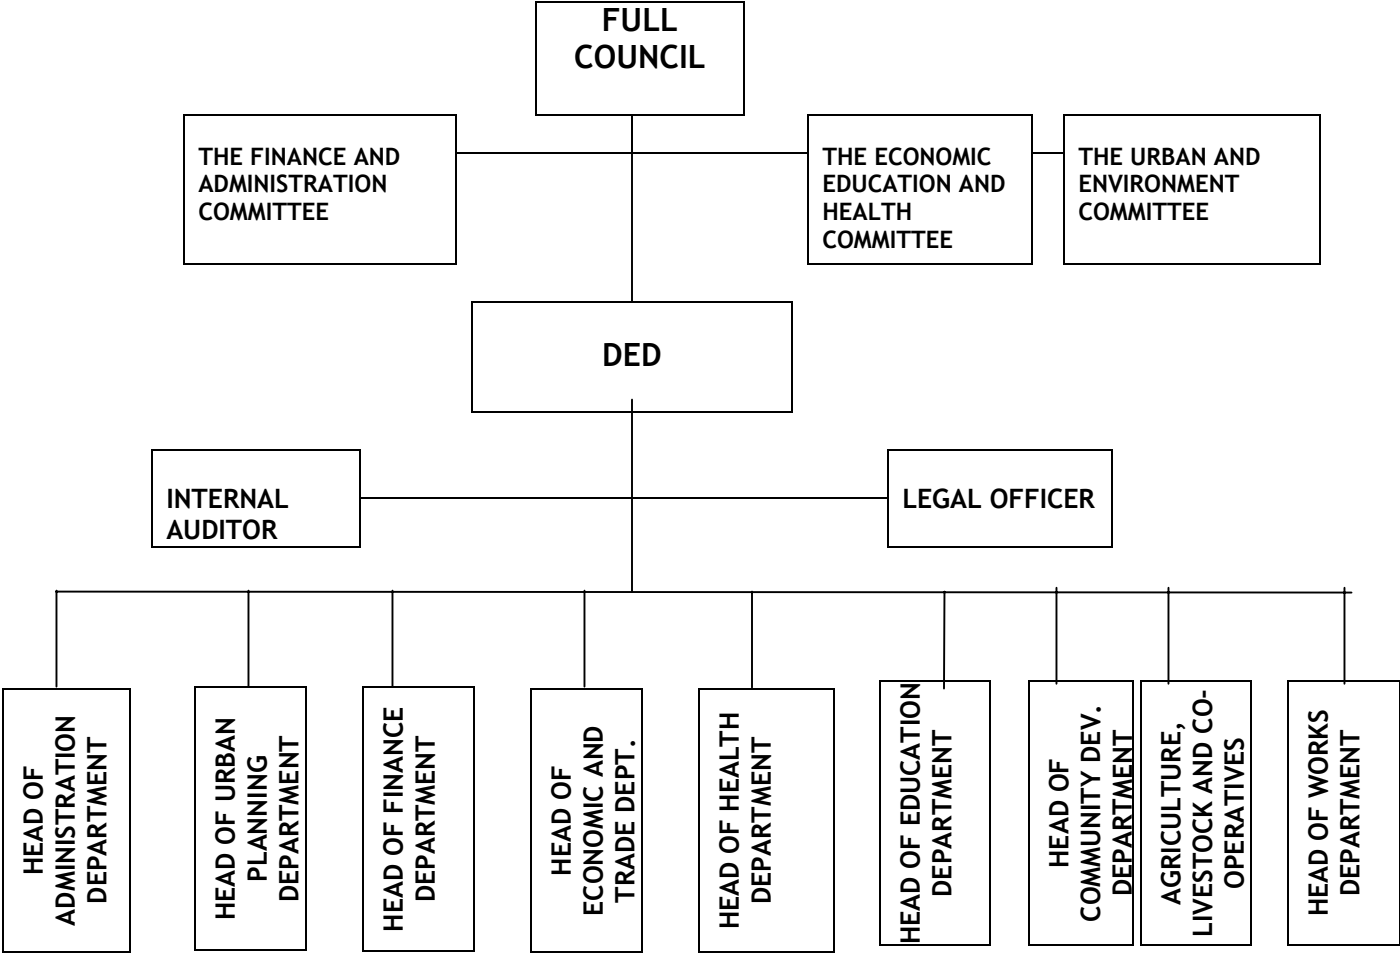 FULL
COUNCIL
THE FINANCE AND
ADMINISTRATION
COMMITTEE
THE ECONOMIC
EDUCATION AND
HEALTH
COMMITTEE
THE URBAN AND
ENVIRONMENT
COMMITTEE
DED
INTERNAL
AUDITOR
LEGAL OFFICER
HEAD OF
ADMINISTRATION
DEPARTMENT
HEAD OF URBAN
PLANNING
DEPARTMENT
HEAD OF FINANCE
DEPARTMENT
HEAD OF
ECONOMIC AND
TRADE DEPT.
HEAD OF HEALTH
DEPARTMENT
HEAD OF EDUCATION
DEPARTMENT
HEAD OF
COMMUNITY DEV.
DEPARTMENT
AGRICULTURE,
LIVESTOCK AND CO-
OPERATIVES
HEAD OF WORKS
DEPARTMENT